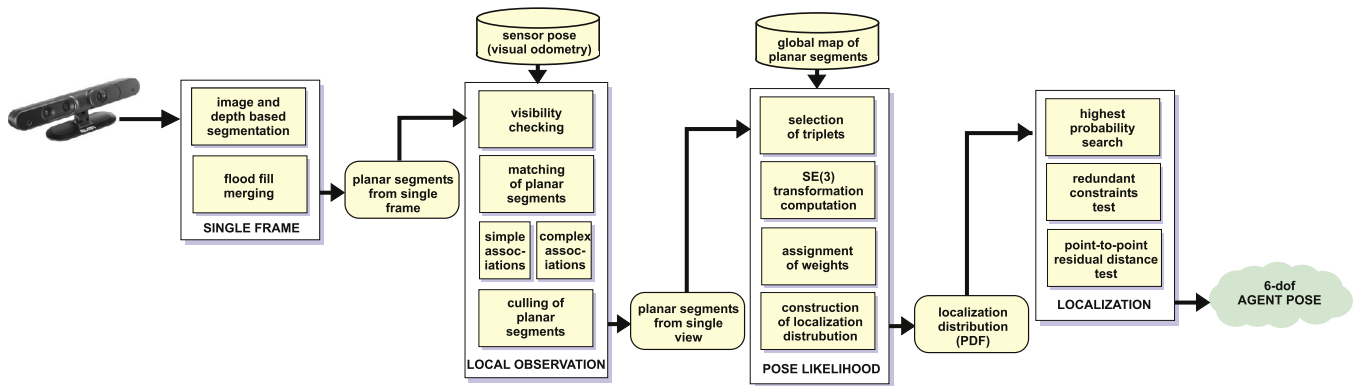 image and
depth based
segmentation
flood fill
merging
SINGLE FRAME
planar segments
from single
frame
sensor pose
(visual odometry)
visibility
checking
matching
of planar
segments
simple
assoc-
iations
complex
assoc-
iations
culling of
planar
segments
LOCAL OBSERVATION
planar segments
from single
view
global map of
planar segments
selection
of triplets
SE(3)
transformation
computation
assignment
of weights
construction
of localization
distrubution
POSE LIKELIHOOD
localization
distribution
(PDF)
highest
probability
search
redundant
constraints
test
point-to-point
residual distance
test
LOCALIZATION
6-dof
AGENT POSE